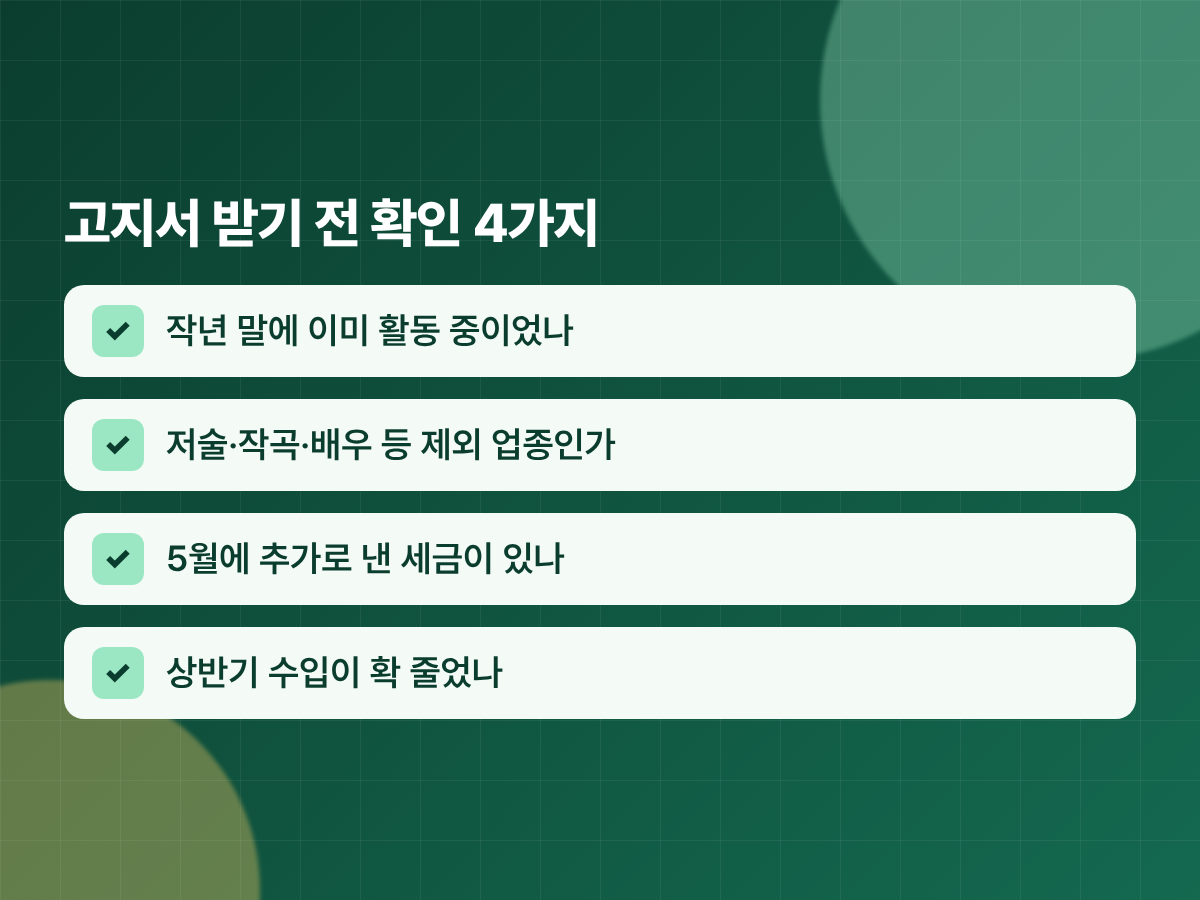 고지서 받기 전 확인 4가지
작년 말에 이미 활동 중이었나
저술·작곡·배우 등 제외 업종인가
5월에 추가로 낸 세금이 있나
상반기 수입이 확 줄었나